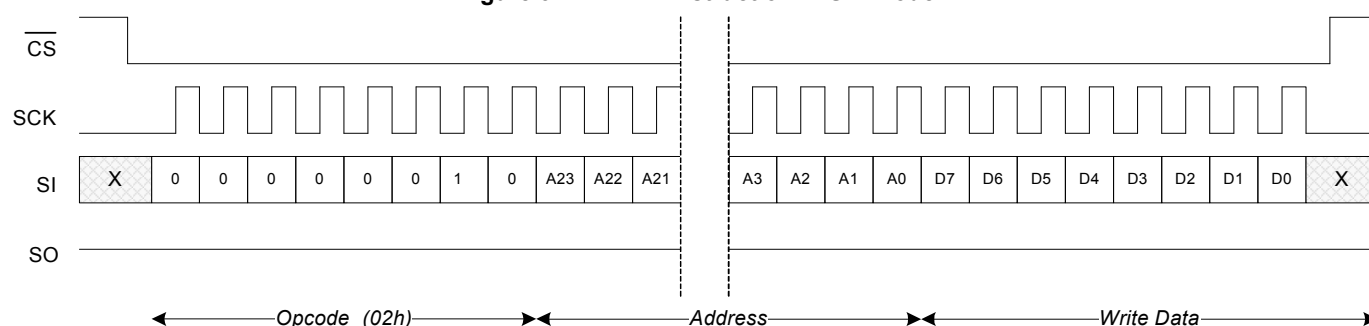 CS
SCK
SI X 0 0 0 0 0 0 1 0 A23 A22 A21 A3 A2 A1 A0 D7 D6 D5 D4 D3 D2 D1 D0 X
SO
Opcode (02h) Address Write Data